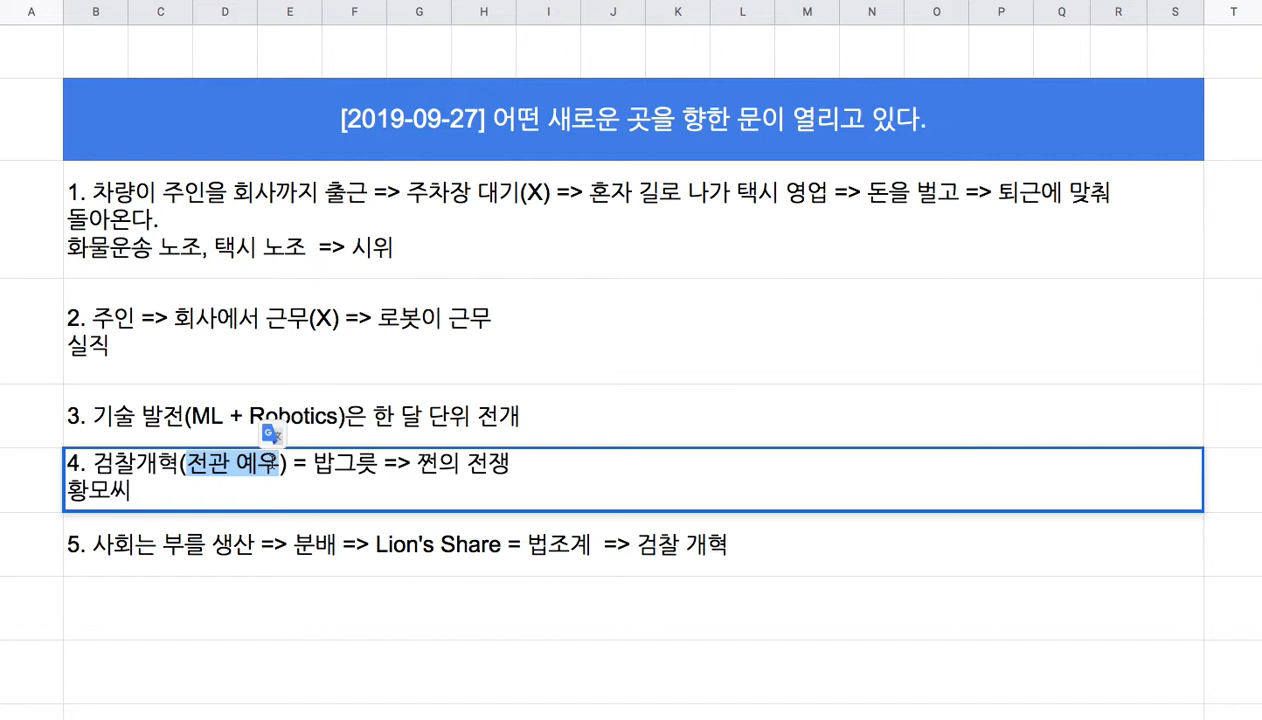 A B C D E F G H I J K L M N O P Q R S T
[2019-09-27] 어떤 새로운 곳을 향한 문이 열리고 있다.
1. 차량이 주인을 회사까지 출근 => 주차장 대기(X) => 혼자 길로 나가 택시 영업 => 돈을 벌고 => 퇴근에 맞춰
돌아온다.
화물운송 노조, 택시 노조 => 시위
2. 주인 => 회사에서 근무(X) => 로봇이 근무
실직
3. 기술 발전(ML + Robotics)은 한 달 단위 전개
4. 검찰개혁(전관 예우) = 밥그릇 => 쩐의 전쟁
황모씨
5. 사회는 부를 생산 => 분배 => Lion's Share = 법조계 => 검찰 개혁